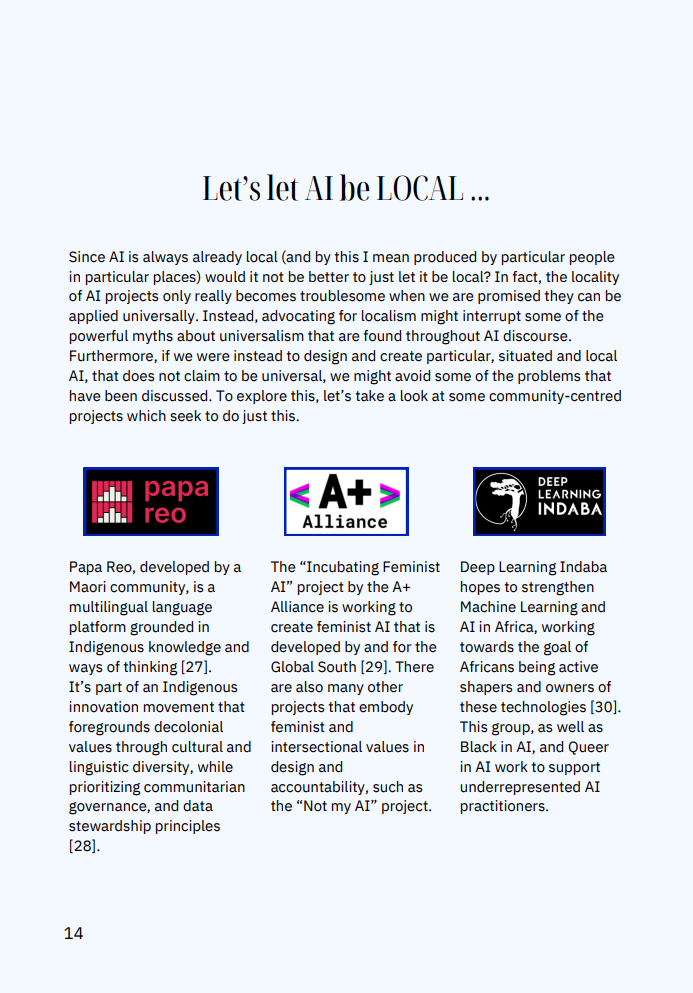 Let’s let AI be LOCAL ...
Since AI is always already local (and by this I mean produced by particular people
in particular places) would it not be better to just let it be local? In fact, the locality
of AI projects only really becomes troublesome when we are promised they can be
applied universally. Instead, advocating for localism might interrupt some of the
powerful myths about universalism that are found throughout AI discourse.
Furthermore, if we were instead to design and create particular, situated and local
AI, that does not claim to be universal, we might avoid some of the problems that
have been discussed. To explore this, let’s take a look at some community-centred
projects which seek to do just this.
papa
reo
Papa Reo, developed by a
Maori community, is a
multilingual language
platform grounded in
Indigenous knowledge and
ways of thinking [27].
It’s part of an Indigenous
innovation movement that
foregrounds decolonial
values through cultural and
linguistic diversity, while
prioritizing communitarian
governance, and data
stewardship principles
[28].
<A+>
Alliance
The “Incubating Feminist
AI” project by the A+
Alliance is working to
create feminist AI that is
developed by and for the
Global South [29]. There
are also many other
projects that embody
feminist and
intersectional values in
design and
accountability, such as
the “Not my AI” project.
DEEP
LEARNING
INDABA
Deep Learning Indaba
hopes to strengthen
Machine Learning and
AI in Africa, working
towards the goal of
Africans being active
shapers and owners of
these technologies [30].
This group, as well as
Black in AI, and Queer
in AI work to support
underrepresented AI
practitioners.
14